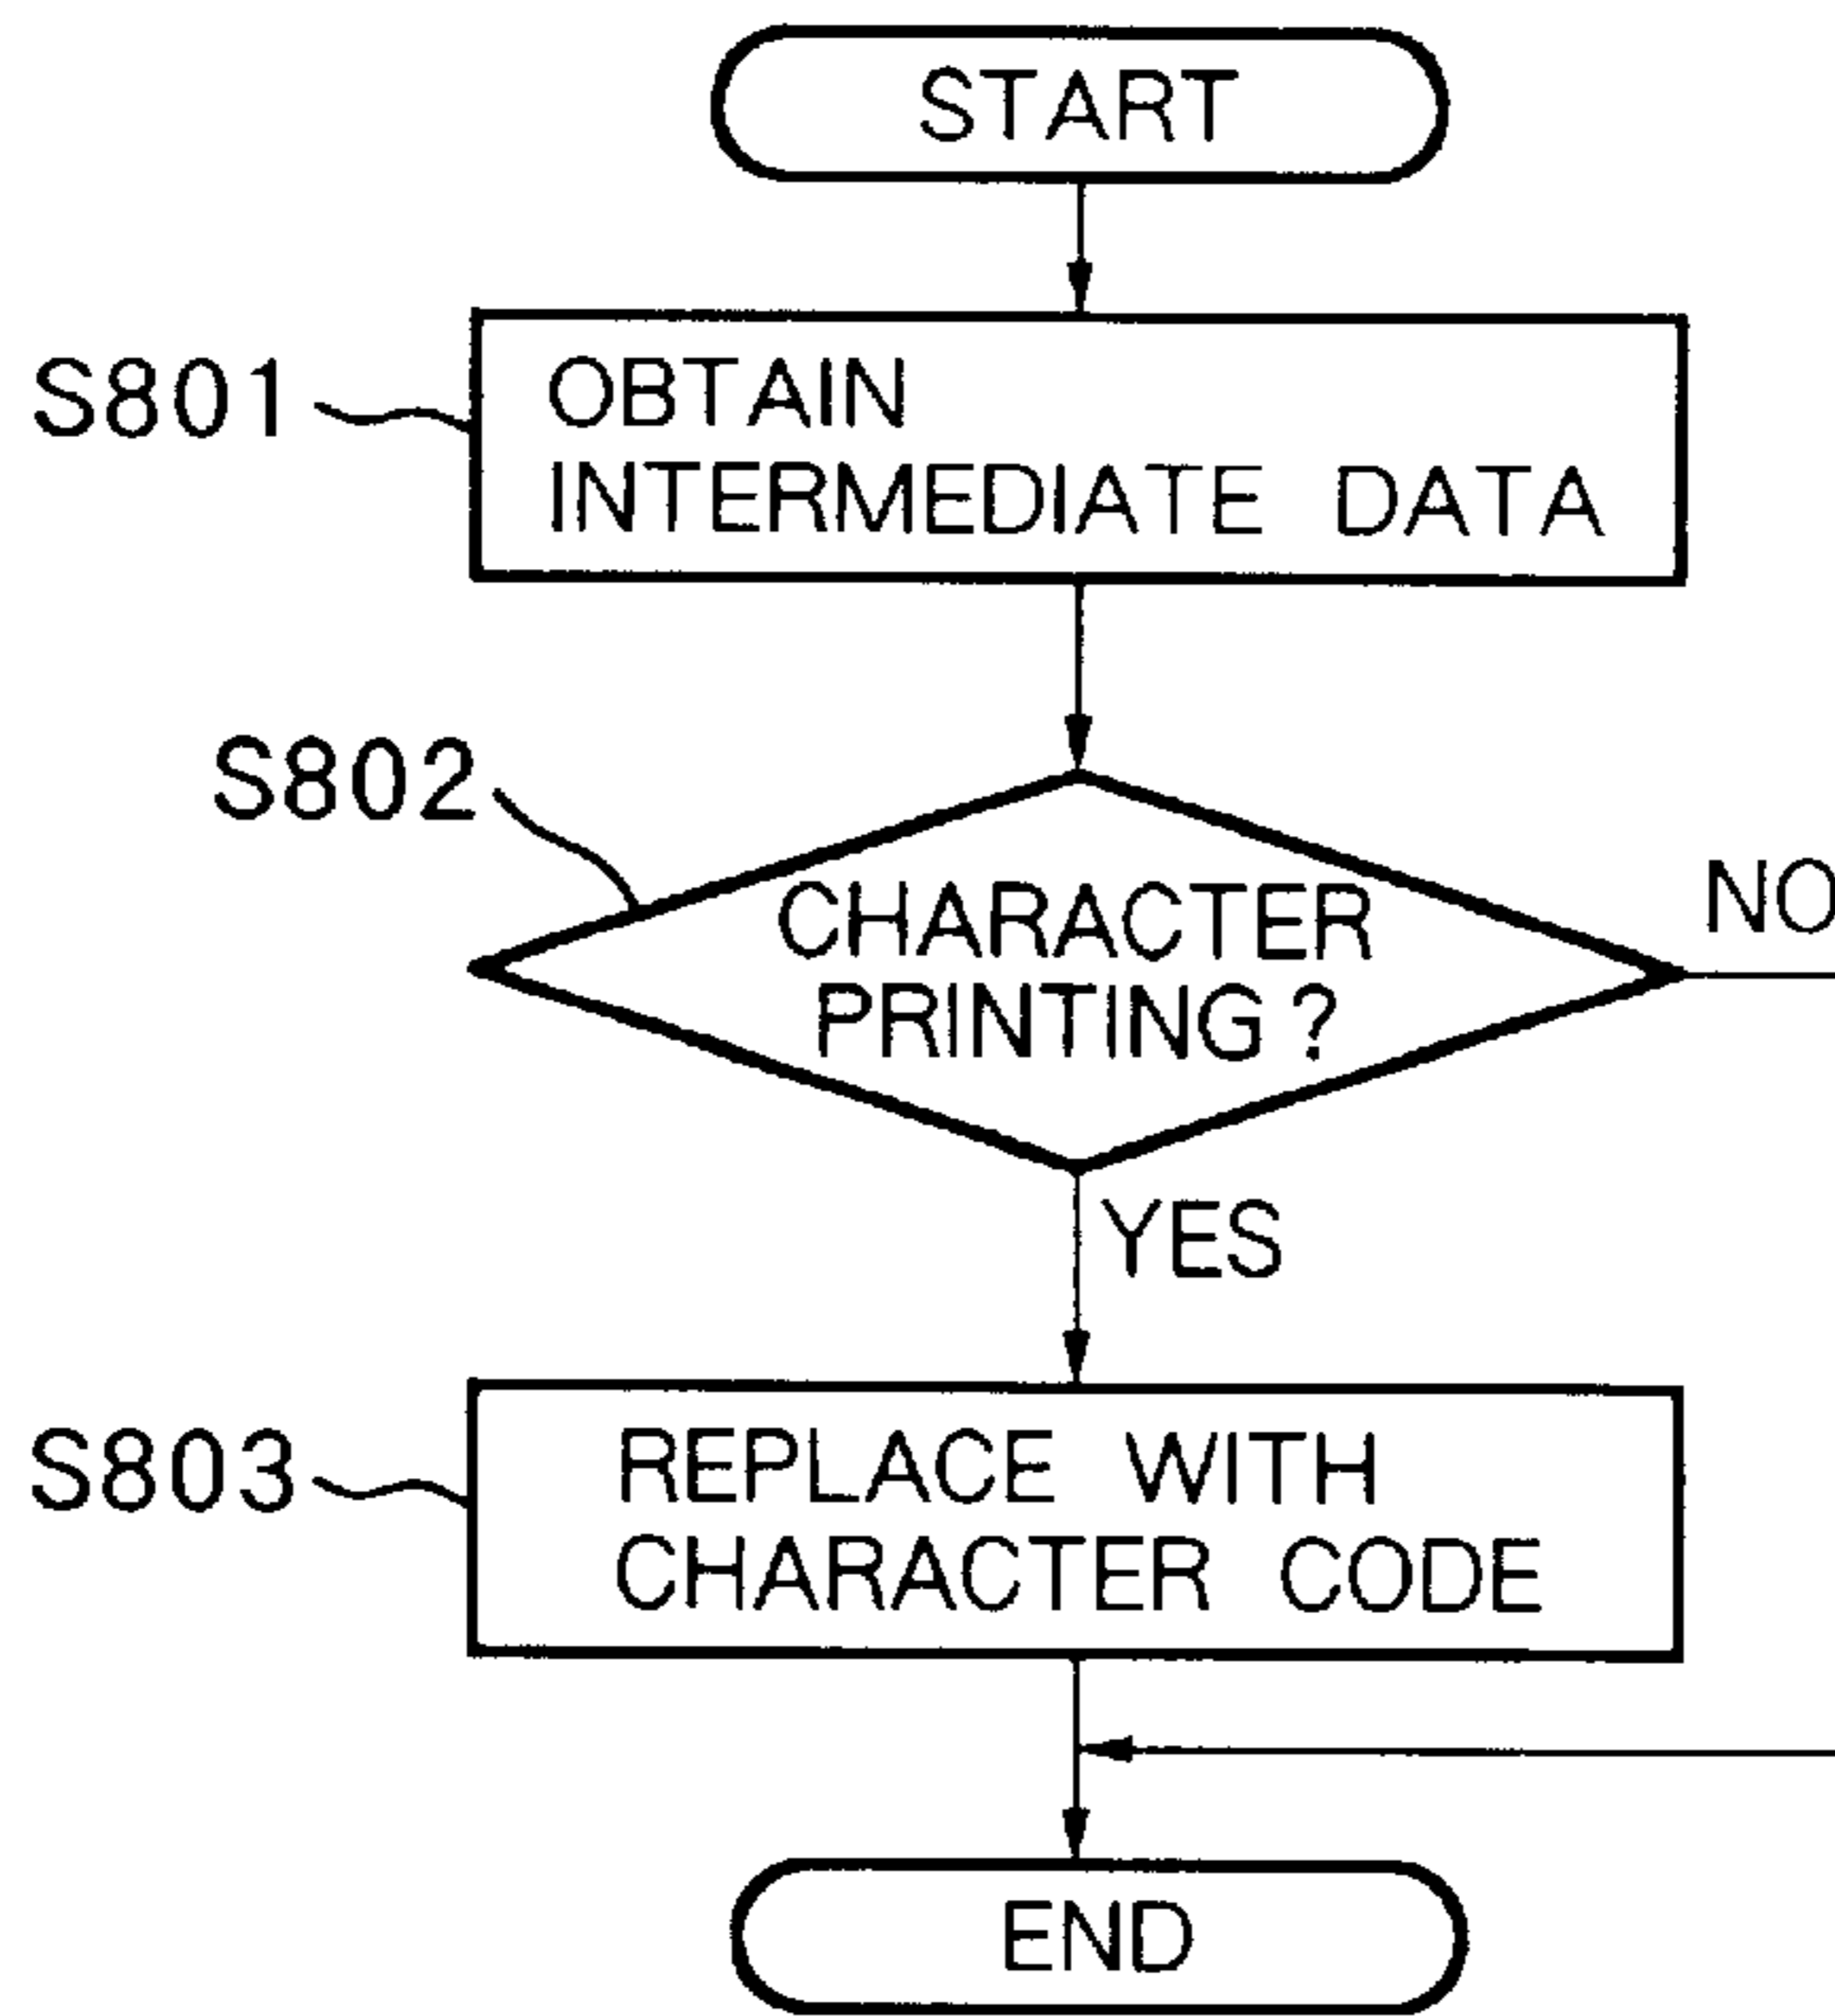 START
S801
OBTAIN
INTERMEDIATE DATA
S802
CHARACTER
PRINTING?
NO
YES
S803
REPLACE WITH
CHARACTER CODE
END